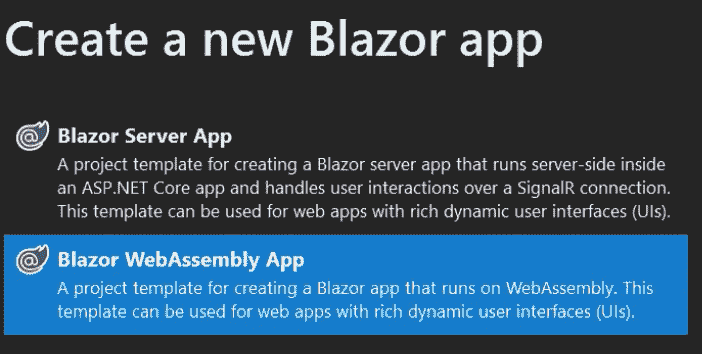 Create a new Blazor app
Blazor Server App
A project template for creating a Blazor server app that runs server-side inside
an ASP.NET Core app and handles user interactions over a SignalR connection.
This template can be used for web apps with rich dynamic user interfaces (UIs).
Blazor WebAssembly App
A project template for creating a Blazor app that runs on WebAssembly. This
template can be used for web apps with rich dynamic user interfaces (UIs).